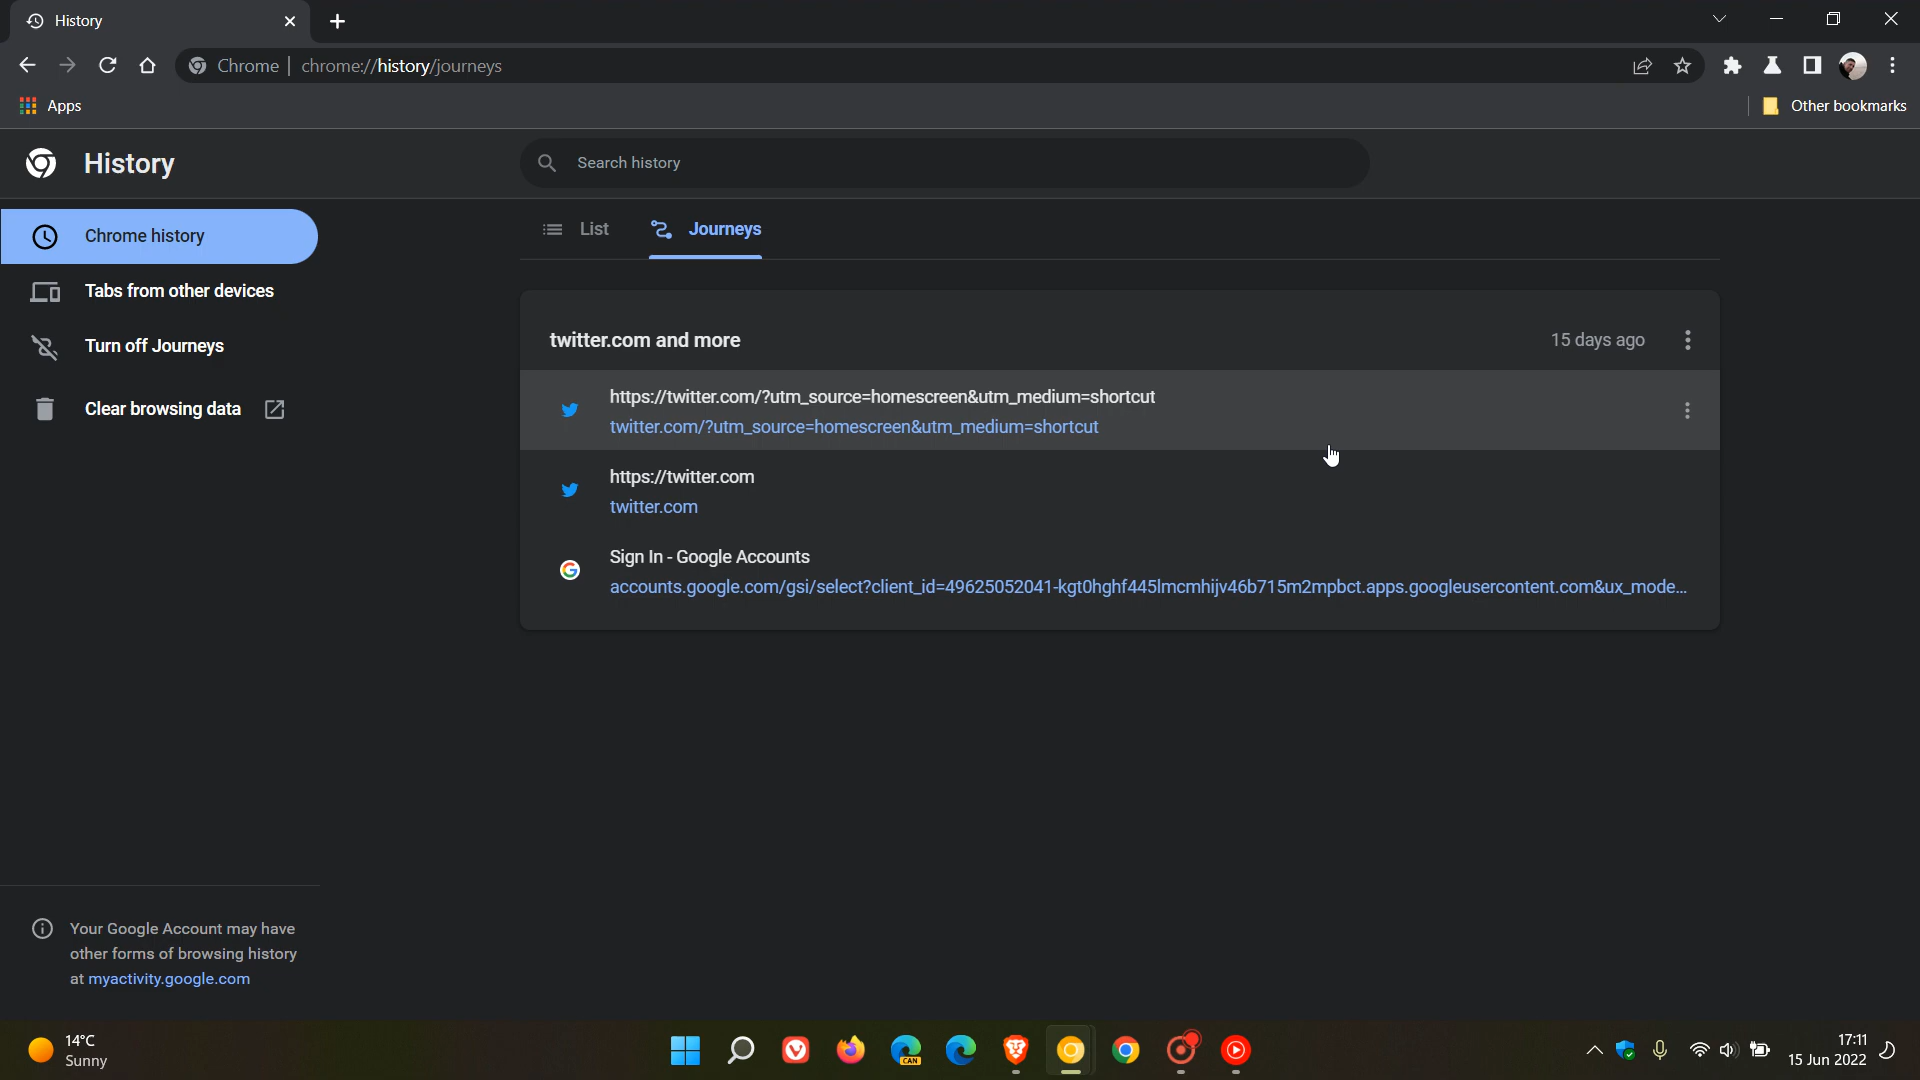 History
Chrome
chrome://history/journeys
Apps
Other bookmarks
History
Search history
Chrome history
Tabs from other devices
Turn off Journeys
Clear browsing data
List
Journeys
twitter.com and more
15 days ago
https://twitter.com/?utm_source=homescreen&utm_medium=shortcut
twitter.com/?utm_source=homescreen&utm_medium=shortcut
https://twitter.com
twitter.com
Sign In - Google Accounts
accounts.google.com/gsi/select?client_id=49625052041-kgt0hghf445lmcmhijv46b715m2mpbct.apps.googleusercontent.com&ux_mode...
Your Google Account may have
other forms of browsing history
at myactivity.google.com
14°C
Sunny
CAN
17:11
15 Jun 2022